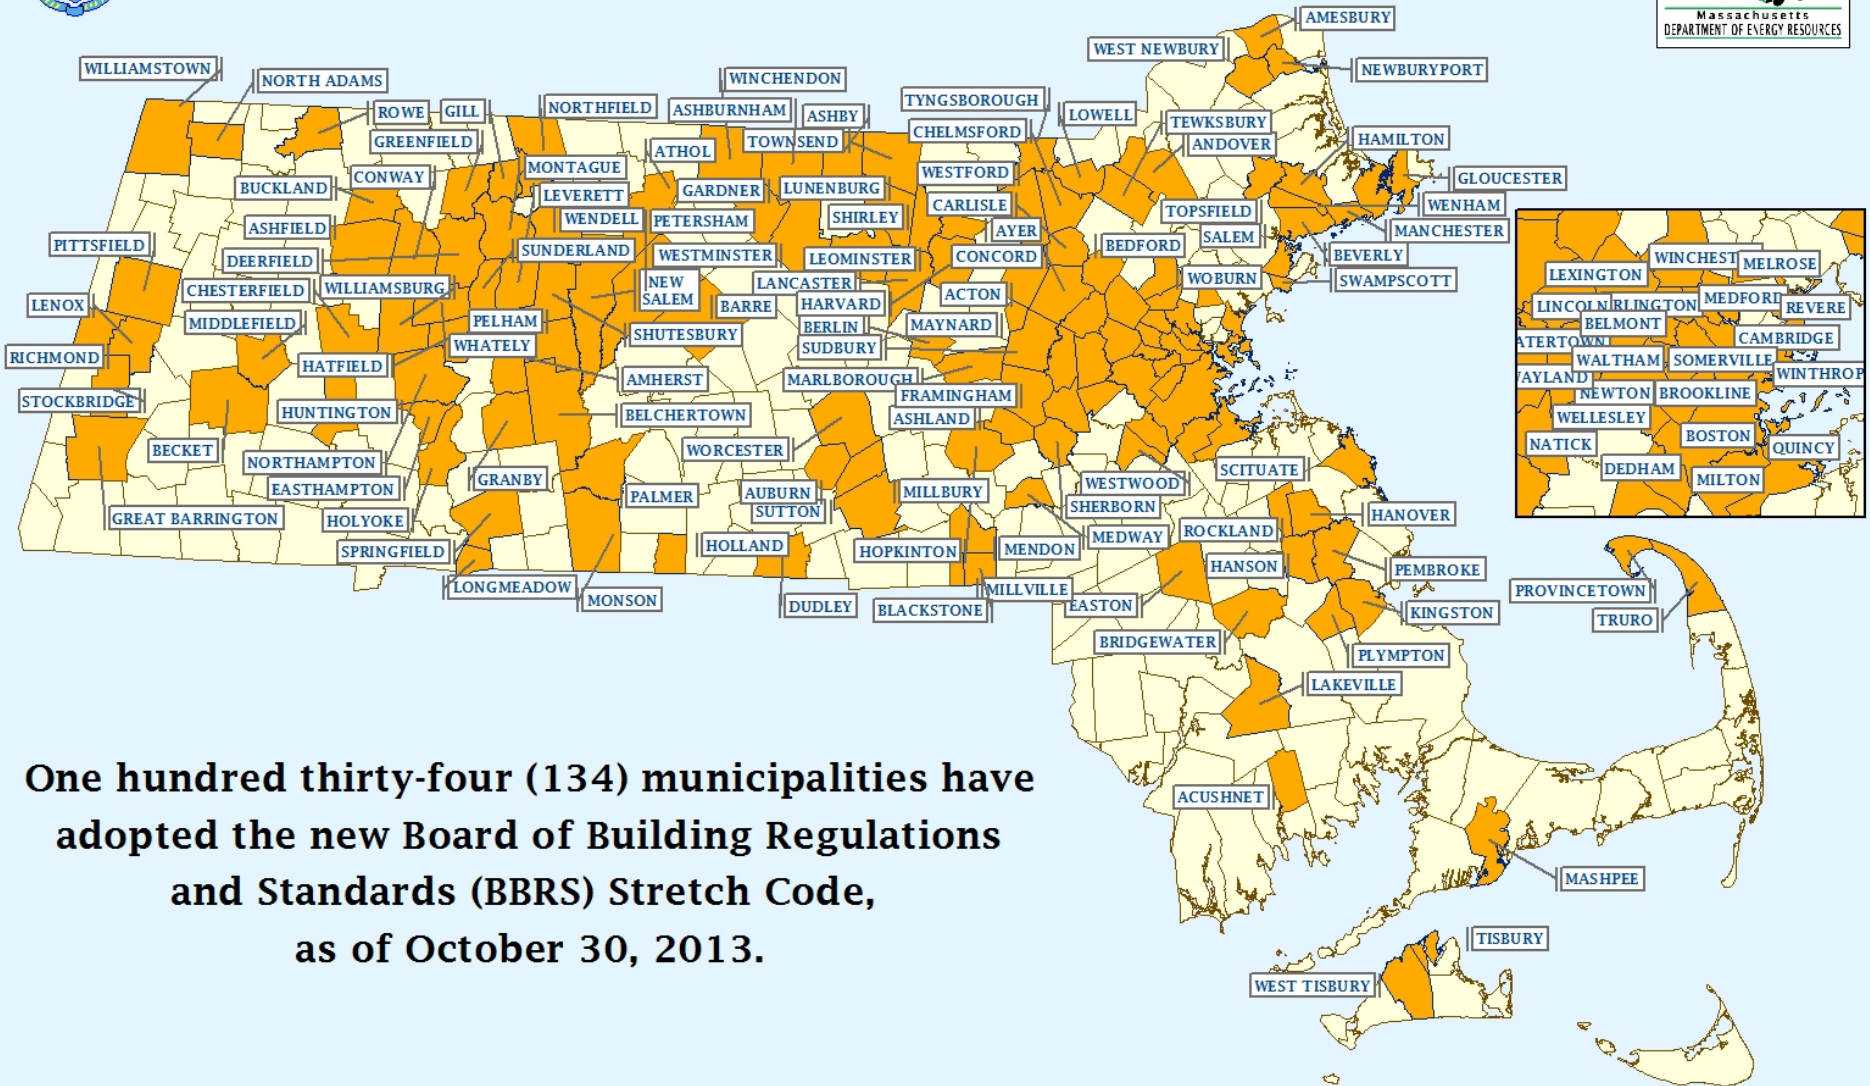 Massachusetts
DEPARTMENT OF ENERGY RESOURCES
AMESBURY
WEST NEWBURY
NEWBURYPORT
WILLIAMSTOWN
NORTH ADAMS
WINCHENDON
ROWE
GILL
NORTHFIELD
ASHBURNHAM
ASHBY
TYNGSBOROUGH
LOWELL
TEWKSBURY
GREENFIELD
TOWNSEND
CHELMSFORD
ANDOVER
HAMILTON
ATHOL
MONTAGUE
CONWAY
BUCKLAND
LEVERETT
GARDNER
LUNENBURG
WESTFORD
GLOUCESTER
WENDELL
PETERSHAM
SHIRLEY
CARLISLE
TOPSFIELD
WENHAM
ASHFIELD
AYER
SALEM
MANCHESTER
PITTSFIELD
SUNDERLAND
WESTMINSTER
LEOMINSTER
CONCORD
BEDFORD
BEVERLY
DEERFIELD
CHESTERFIELD
WILLIAMSBURG
NEW
SALEM
LANCASTER
WOBURN
SWAMPSCOTT
LENOX
BARRE
HARVARD
ACTON
MIDDLEFIELD
PELHAM
SHUTESBURY
BERLIN
MAYNARD
RICHMOND
HATFIELD
WHATELY
SUDBURY
STOCKBRIDGE
AMHERST
MARLBOROUGH
FRAMINGHAM
HUNTINGTON
BELCHERTOWN
ASHLAND
BECKET
NORTHAMPTON
WORCESTER
EASTHAMPTON
GRANBY
PALMER
AUBURN
SUTTON
MILLBURY
WESTWOOD
SCITUATE
SHERBORN
GREAT BARRINGTON
HOLYOKE
ROCKLAND
HANOVER
SPRINGFIELD
HOLLAND
HOPKINTON
MENDON
MEDWAY
HANSON
PEMBROKE
LONGMEADOW
MONSON
DUDLEY
BLACKSTONE
MILLVILLE
EASTON
KINGSTON
BRIDGEWATER
PLYMPTON
LAKEVILLE
ACUSHNET
MASHPEE
TISBURY
WEST TISBURY
PROVINCETOWN
TRURO
WINCHEST
MELROSE
LEXINGTON
LINCOLN
RLINGTON
MEDFORD
REVERE
BELMONT
ATERTOWN
CAMBRIDGE
WALTHAM
SOMERVILLE
AYLAND
WINTHROP
NEWTON
BROOKLINE
WELLESLEY
NATICK
BOSTON
QUINCY
DEDHAM
MILTON
One hundred thirty-four (134) municipalities have
adopted the new Board of Building Regulations
and Standards (BBRS) Stretch Code,
as of October 30, 2013.